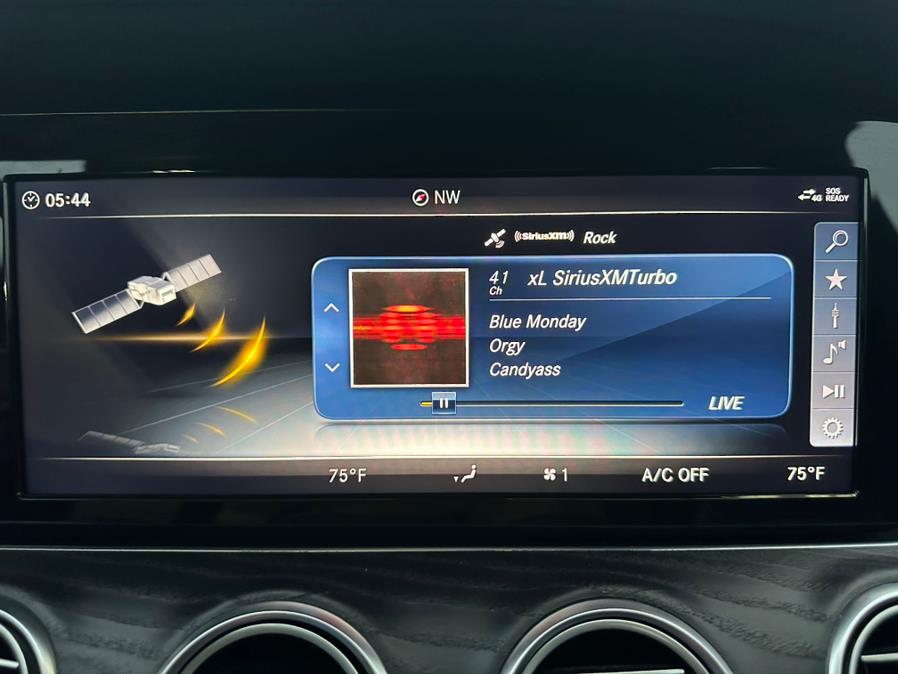 05:44
NW
4G SOS READY
((SiriusXM)) Rock
41 Ch xL SiriusXMTurbo
Blue Monday
Orgy
Candyass
LIVE
75°F 1 A/C OFF 75°F